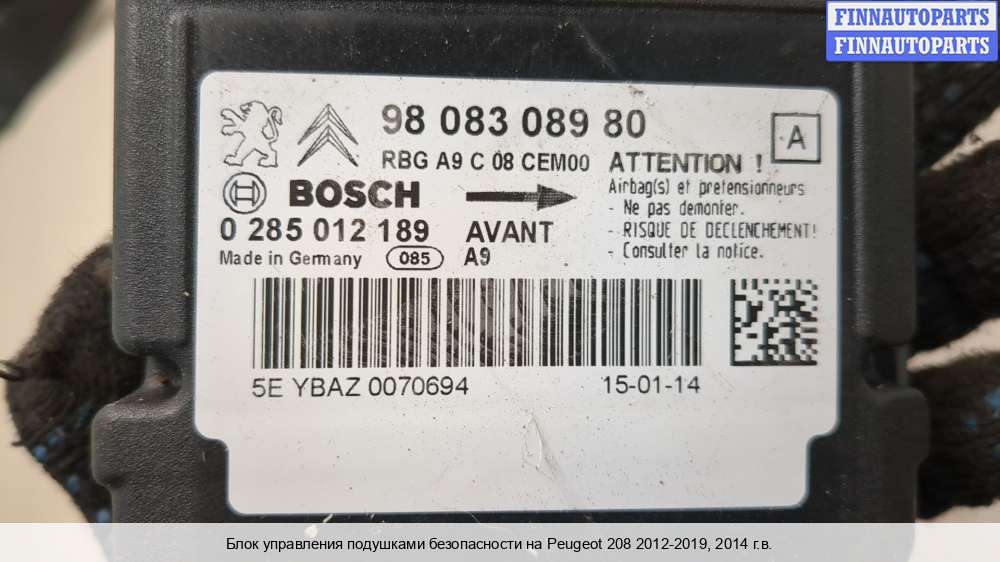 FINNAUTOPARTS
FINNAUTOPARTS
98 083 089 80
A
RBG A9 C 08 CEM00
ATTENTION !
Airbag(s) et pretensionneurs
- Ne pas demonter.
- RISQUE DE DECLENCHEMENT!
- Consulter la notice.
BOSCH
0 285 012 189
AVANT
Made in Germany
085
A9
5E YBAZ 0070694
15-01-14
Блок управления подушками безопасности на Peugeot 208 2012-2019, 2014 г.в.